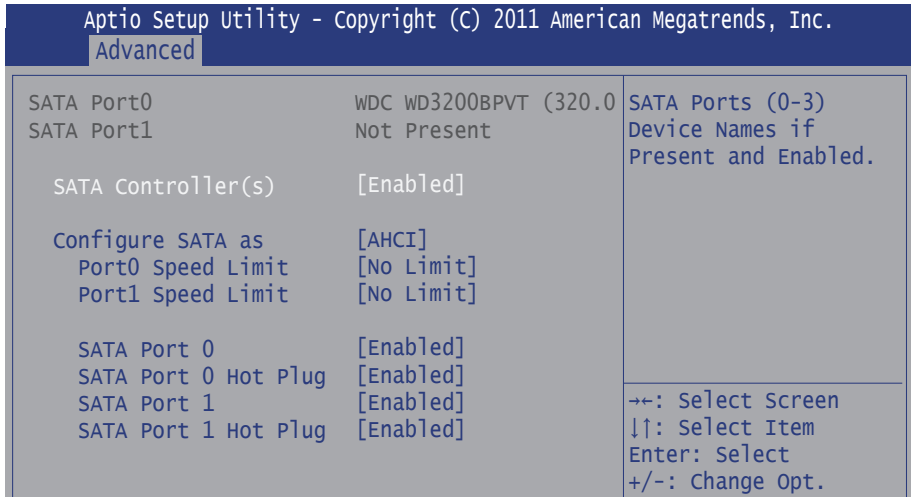 Aptio Setup Utility - Copyright (C) 2011 American Megatrends, Inc.
Advanced
SATA Port0 WDC WD3200BPVT (320.0
SATA Port1 Not Present
SATA Controller(s) [Enabled]
Configure SATA as [AHCI]
Port0 Speed Limit [No Limit]
Port1 Speed Limit [No Limit]
SATA Port 0 [Enabled]
SATA Port 0 Hot Plug [Enabled]
SATA Port 1 [Enabled]
SATA Port 1 Hot Plug [Enabled]
SATA Ports (0-3)
Device Names if
Present and Enabled.
→←: Select Screen
↓↑: Select Item
Enter: Select
+/-: Change Opt.